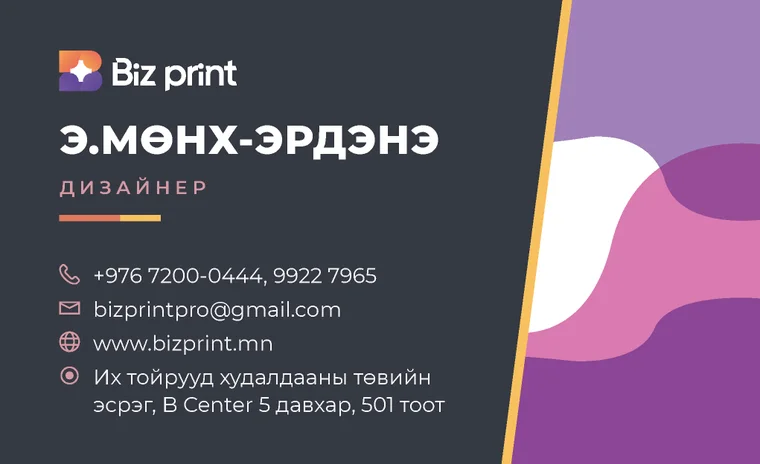 Biz print
Э.МӨНХ-ЭРДЭНЭ
ДИЗАЙНЕР
+976 7200-0444, 9922 7965
bizprintpro@gmail.com
www.bizprint.mn
Их тойрууд худалдааны төвийн
эсрэг, B Center 5 давхар, 501 тоот